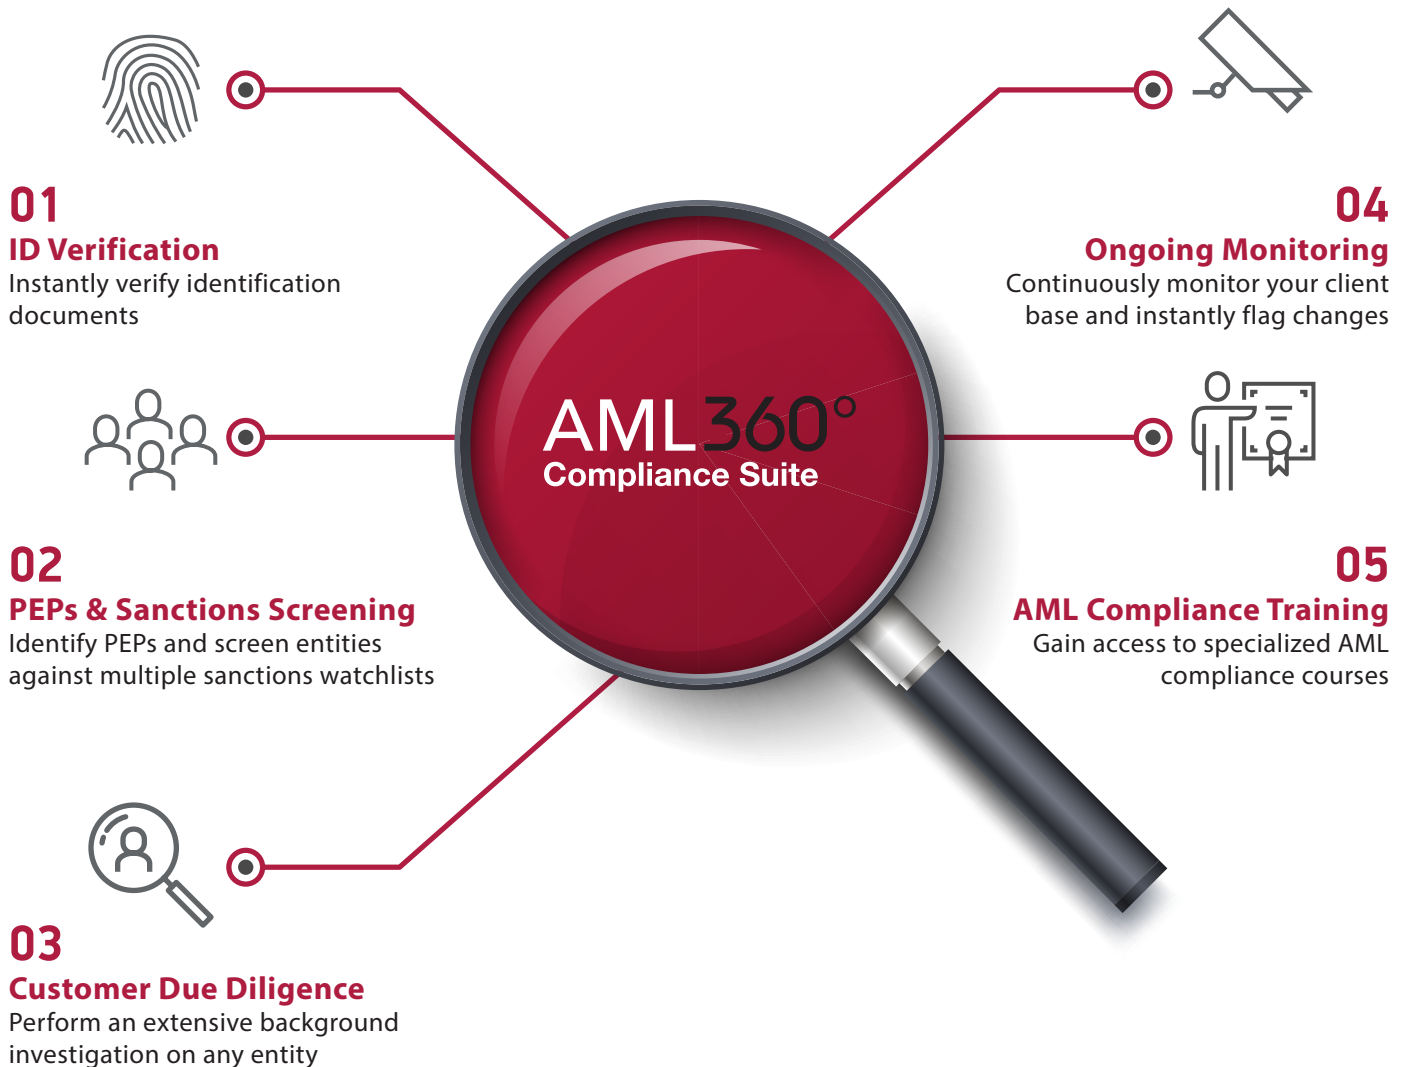 01
ID Verification
Instantly verify identification
documents
02
PEPs & Sanctions Screening
Identify PEPs and screen entities
against multiple sanctions watchlists
03
Customer Due Diligence
Perform an extensive background
investigation on any entity
AML360°
Compliance Suite
04
Ongoing Monitoring
Continuously monitor your client
base and instantly flag changes
05
AML Compliance Training
Gain access to specialized AML
compliance courses